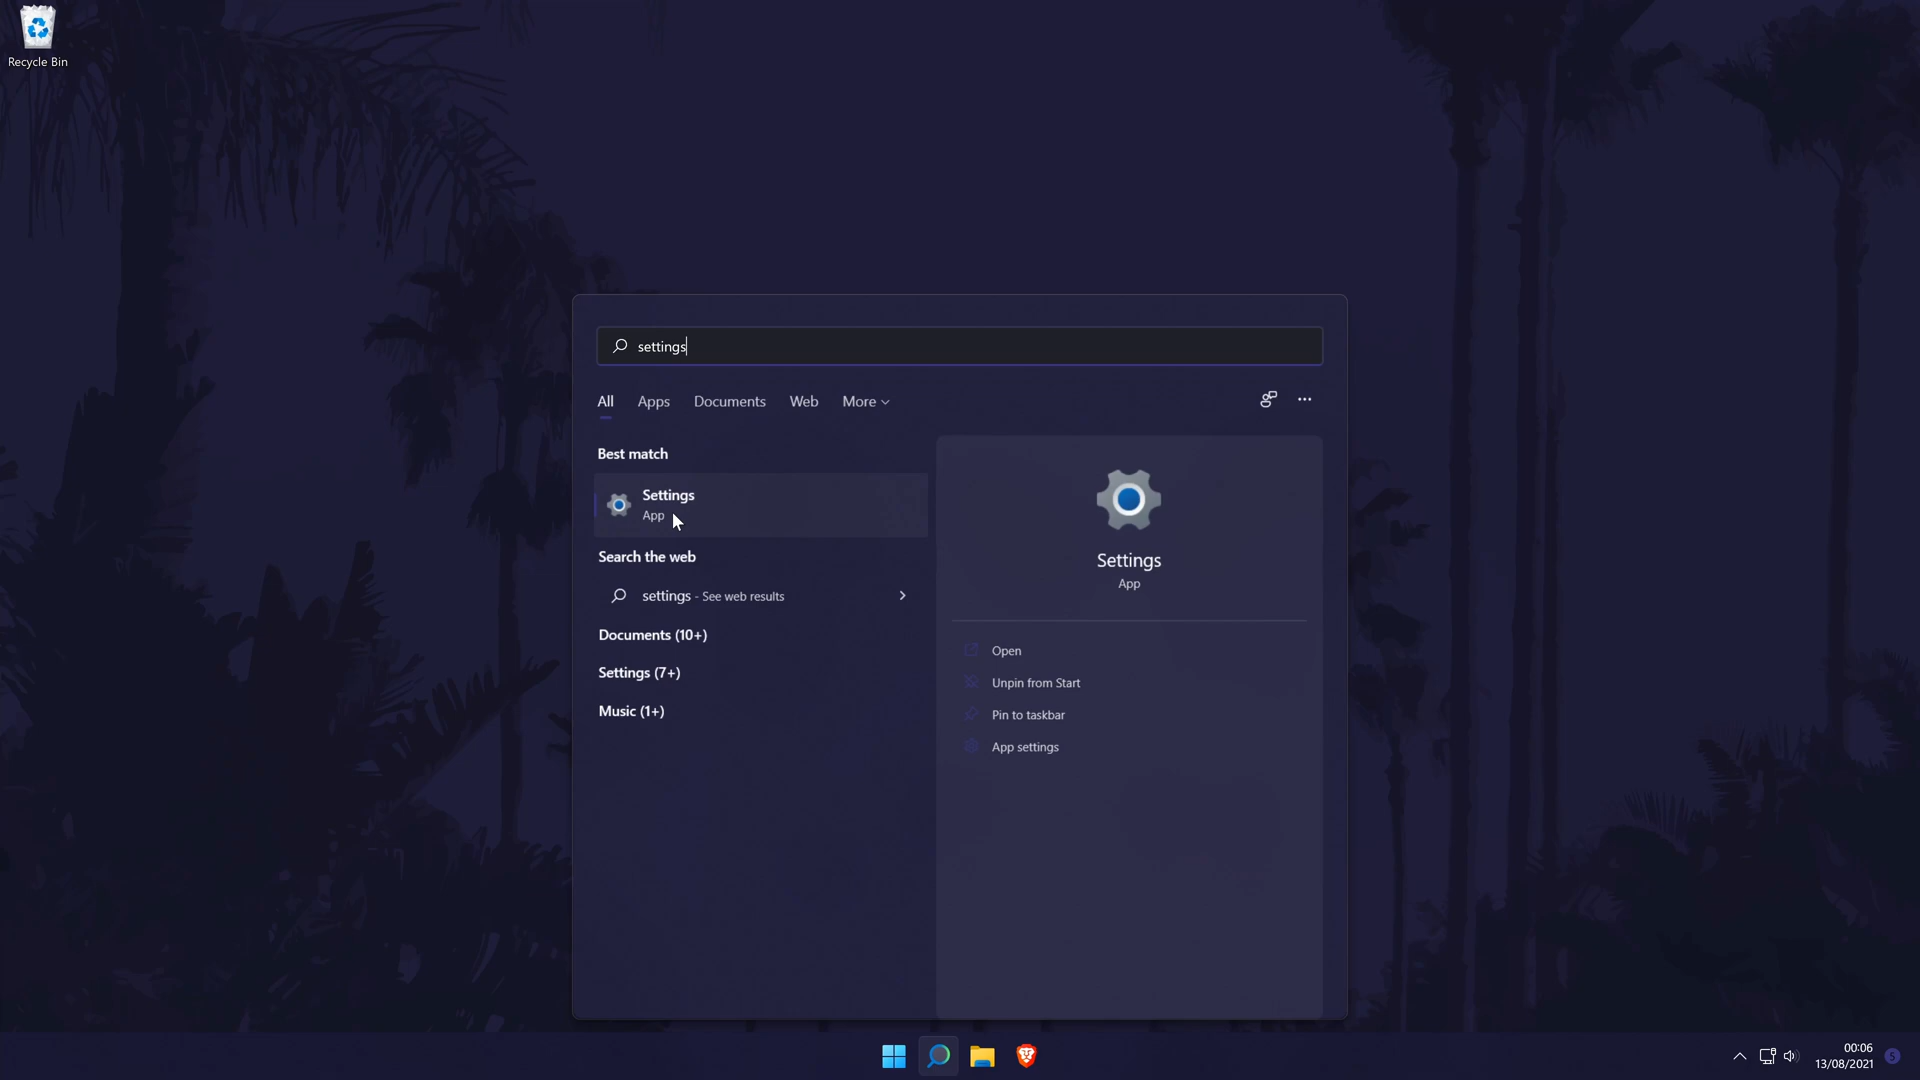 Recycle Bin
settings
All Apps Documents Web More
Best match
Settings
App
Search the web
settings - See web results
Documents (10+)
Settings (7+)
Music (1+)
Settings
App
Open
Unpin from Start
Pin to taskbar
App settings
00:06
13/08/2021
5